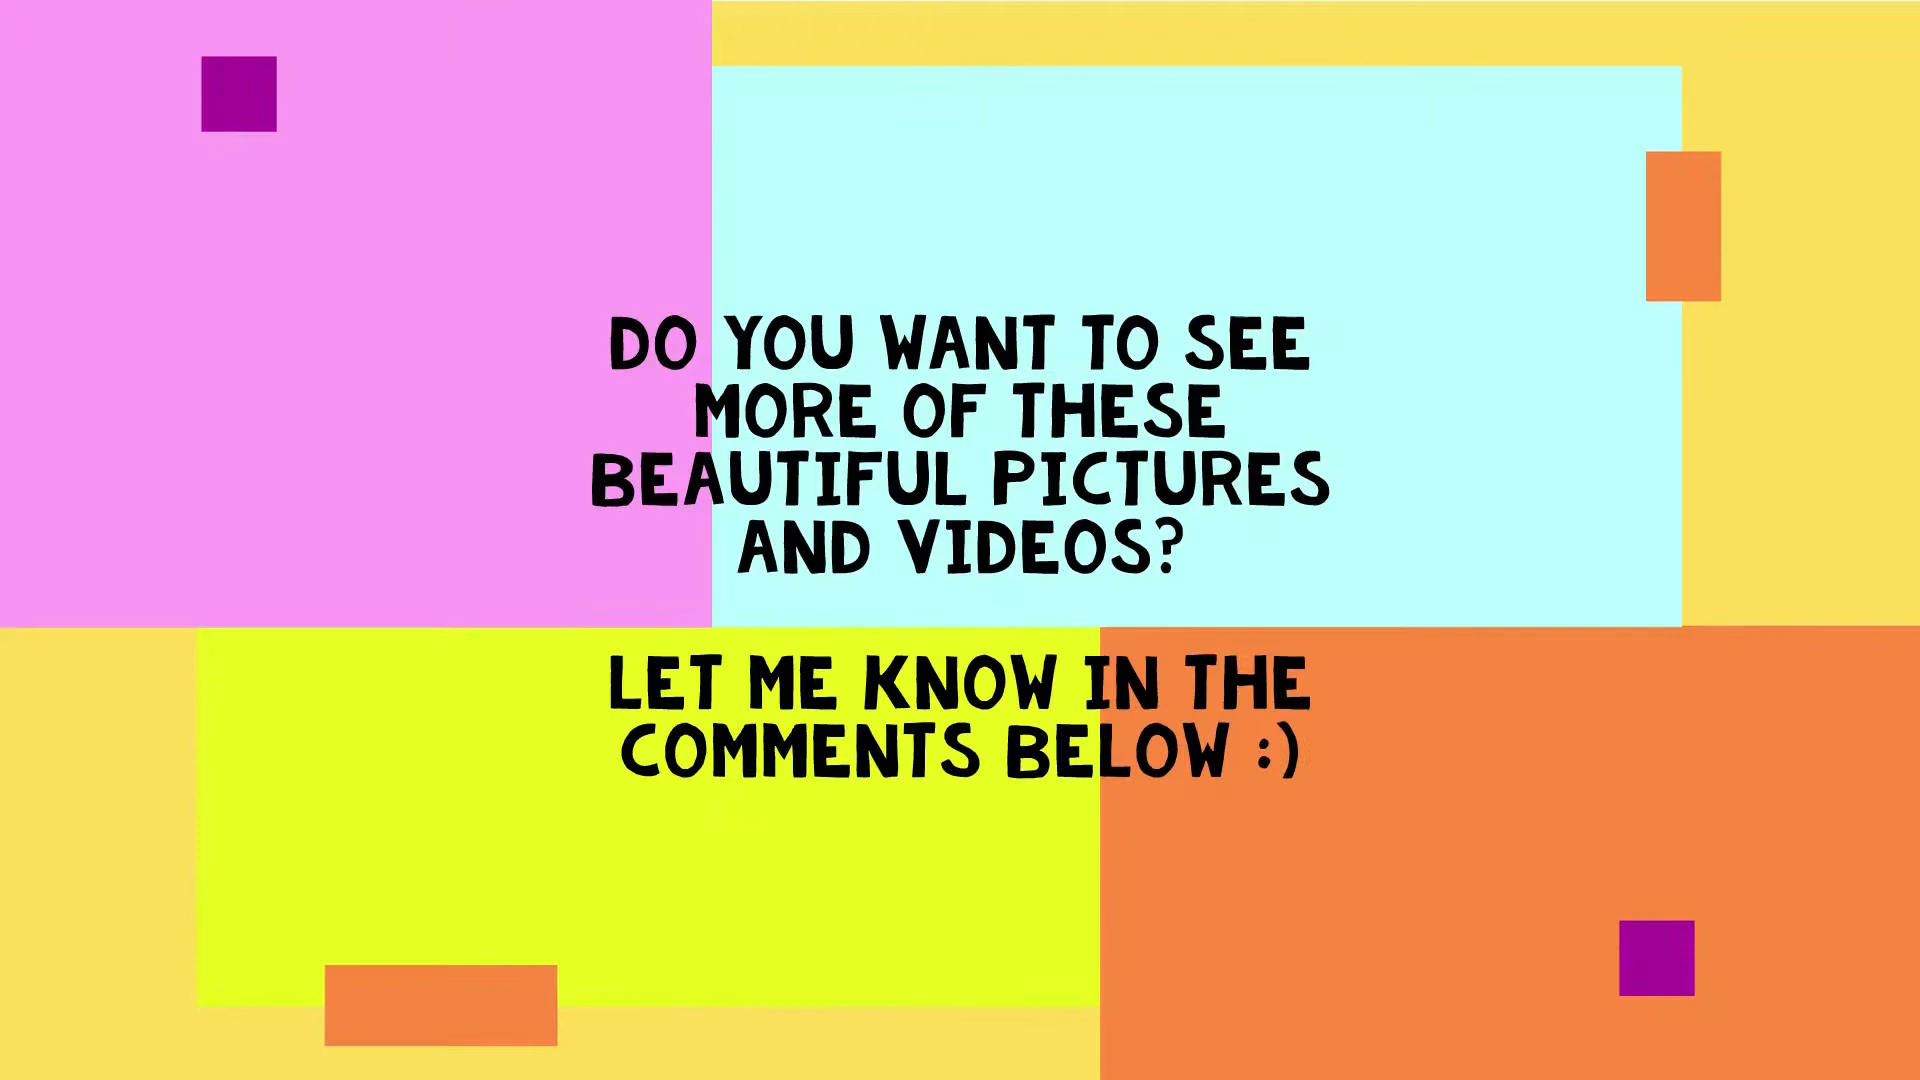 DO YOU WANT TO SEE
MORE OF THESE
BEAUTIFUL PICTURES
AND VIDEOS?
LET ME KNOW IN THE
COMMENTS BELOW :)